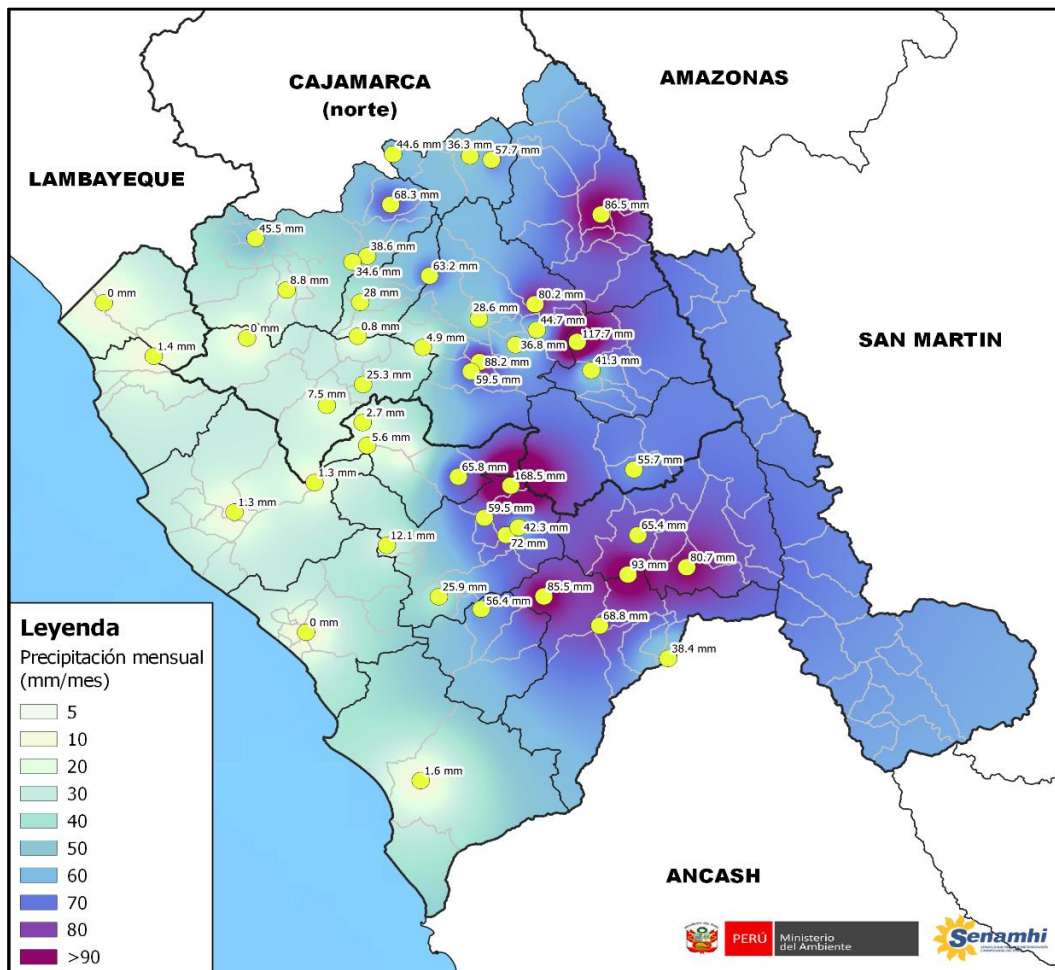 CAJAMARCA
(norte)
AMAZONAS
LAMBAYEQUE
SAN MARTIN
ANCASH
44.6 mm
36.3 mm
57.7 mm
68.3 mm
86.5 mm
45.5 mm
38.6 mm
34.6 mm
63.2 mm
8.8 mm
0 mm
28 mm
80.2 mm
28.6 mm
44.7 mm
0 mm
0.8 mm
117.7 mm
4.9 mm
36.8 mm
1.4 mm
88.2 mm
41.3 mm
59.5 mm
25.3 mm
7.5 mm
2.7 mm
5.6 mm
55.7 mm
65.8 mm
168.5 mm
1.3 mm
1.3 mm
59.5 mm
42.3 mm
72 mm
65.4 mm
12.1 mm
80.7 mm
93 mm
25.9 mm
56.4 mm
85.5 mm
68.8 mm
0 mm
38.4 mm
1.6 mm
Leyenda
Precipitación mensual
(mm/mes)
5
10
20
30
40
50
60
70
80
>90
PERÚ
Ministerio
del Ambiente
Senamhi